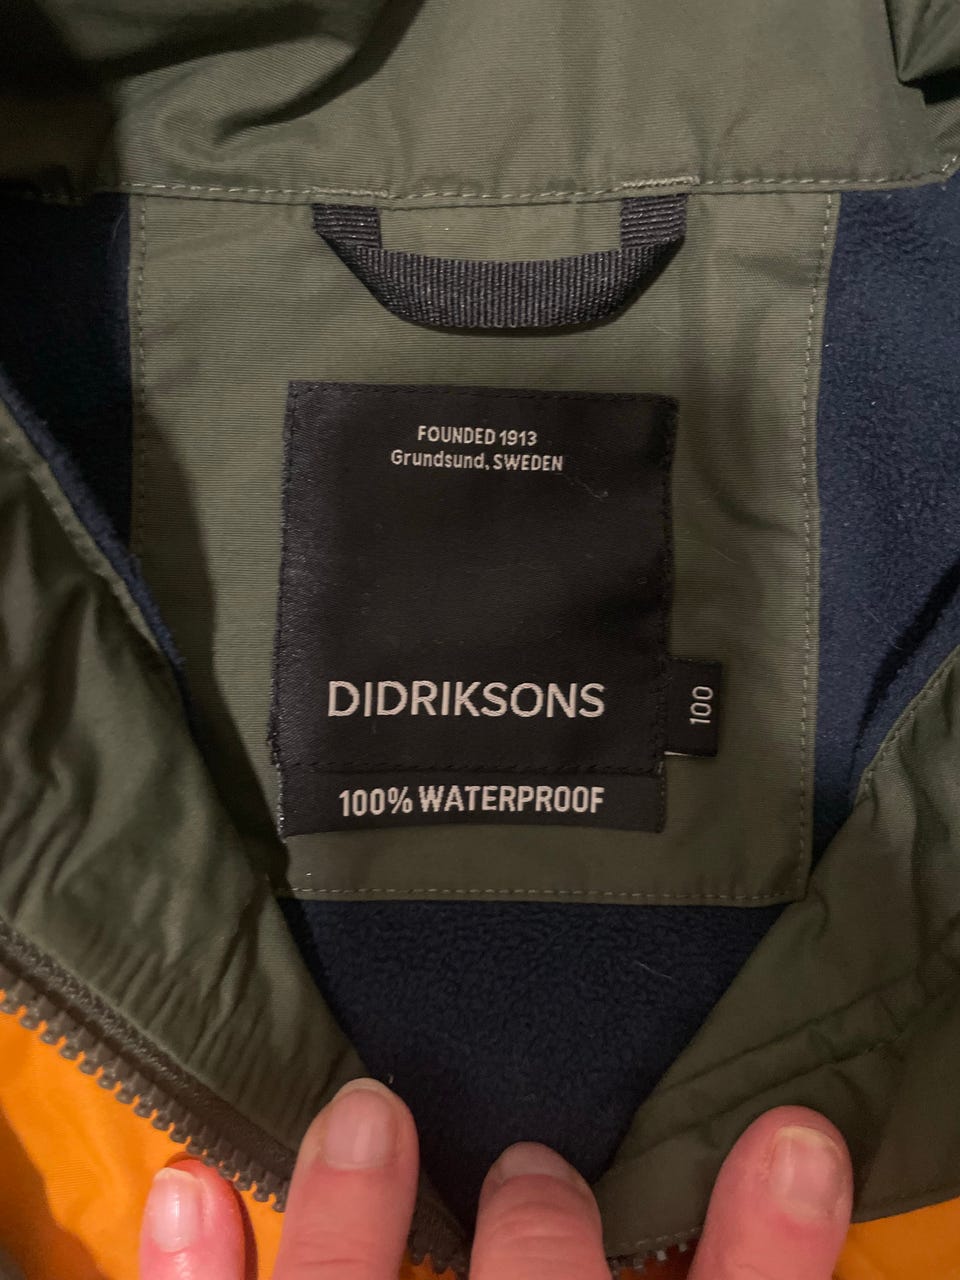 FOUNDED 1913
Grundsund, SWEDEN
DIDRIKSONS
100
100% WATERPROOF